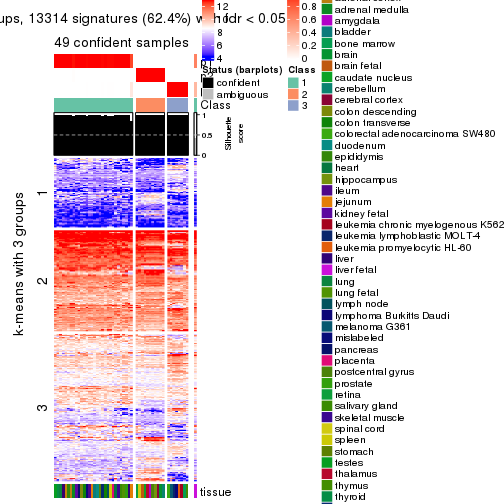 ups, 13314 signatures (62.4%) with fdr < 0.05
49 confident samples
12
10
8
6
4
0.8
0.6
0.4
0.2
0
Status (barplots)
confident
ambiguous
Class
1
2
3
Class
1
0.5
0
Silhouette
score
k-means with 3 groups
1
2
3
tissue
adrenal medulla
amygdala
bladder
bone marrow
brain
brain fetal
caudate nucleus
cerebellum
cerebral cortex
colon descending
colon transverse
colorectal adenocarcinoma SW480
duodenum
epididymis
heart
hippocampus
ileum
jejunum
kidney fetal
leukemia chronic myelogenous K562
leukemia lymphoblastic MOLT-4
leukemia promyelocytic HL-60
liver
liver fetal
lung
lung fetal
lymph node
lymphoma Burkitts Daudi
melanoma G361
mislabeled
pancreas
placenta
postcentral gyrus
prostate
retina
salivary gland
skeletal muscle
spinal cord
spleen
stomach
testes
thalamus
thymus
thyroid